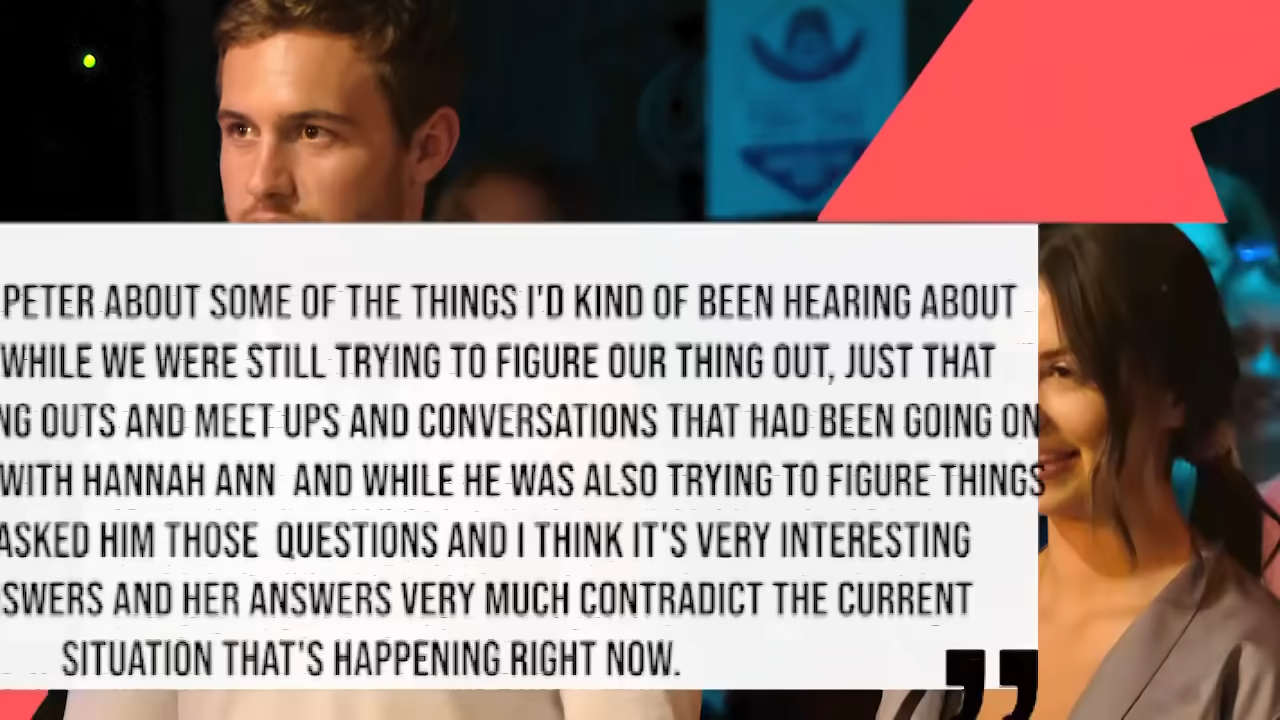 PETER ABOUT SOME OF THE THINGS I'D KIND OF BEEN HEARING ABOUT
WHILE WE WERE STILL TRYING TO FIGURE OUR THING OUT, JUST THAT
NG OUTS AND MEET UPS AND CONVERSATIONS THAT HAD BEEN GOING ON
WITH HANNAH ANN AND WHILE HE WAS ALSO TRYING TO FIGURE THINGS
ASKED HIM THOSE QUESTIONS AND I THINK IT'S VERY INTERESTING
SWERS AND HER ANSWERS VERY MUCH CONTRADICT THE CURRENT
SITUATION THAT'S HAPPENING RIGHT NOW.
”